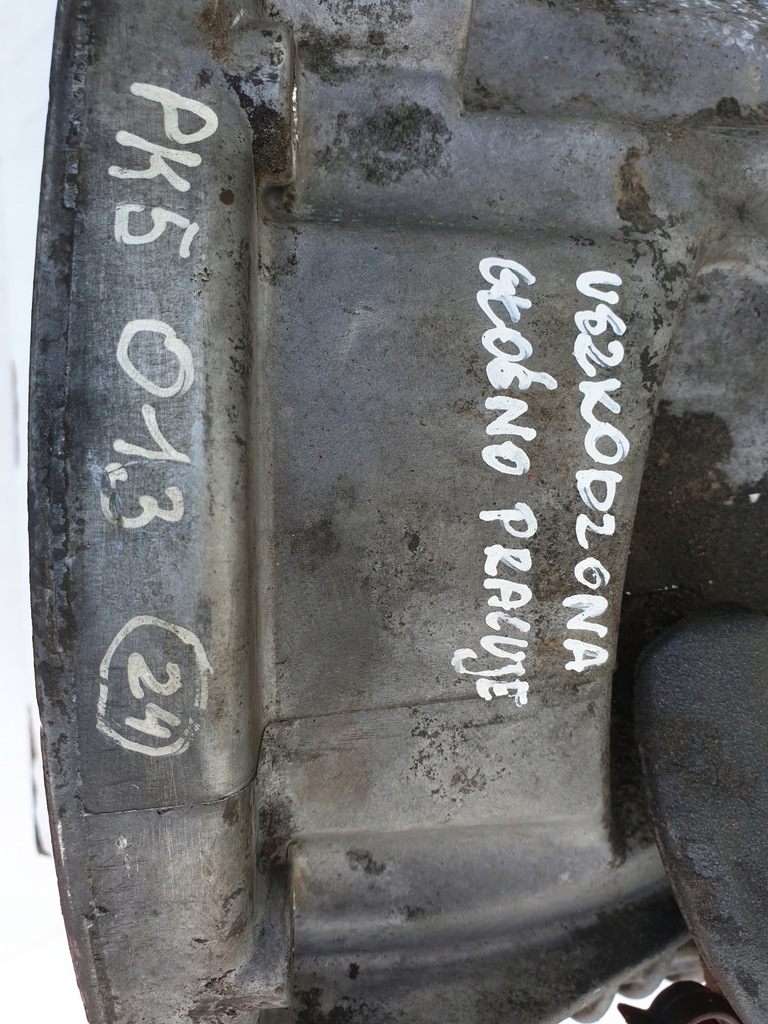 USZKODZONA
GŁOŚNO PRACUJE
PK5 013 (24)